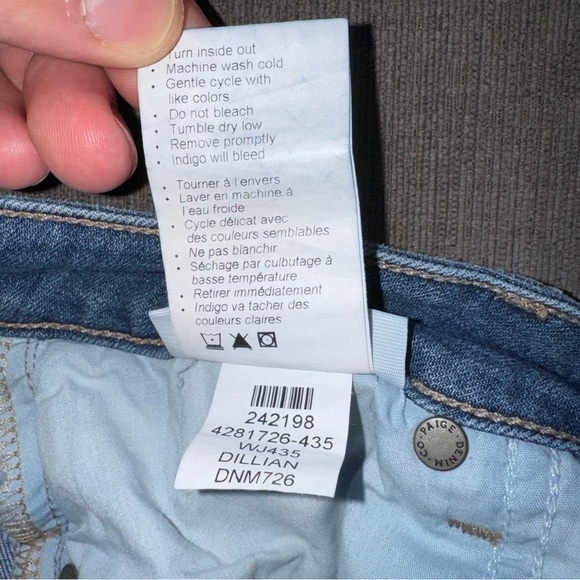 Turn inside out
• Machine wash cold
• Gentle cycle with
like colors
• Do not bleach
• Tumble dry low
• Remove promptly
• Indigo will bleed
• Tourner à l'envers
• Laver en machine à
l'eau froide
• Cycle délicat avec
des couleurs semblables
• Ne pas blanchir
• Séchage par culbutage à
basse température
• Retirer immédiatement
• Indigo va tacher des
couleurs claires
242198
4281726-435
WJ435
DILLIAN
DNM726
PAIGE
DENIM-CO-